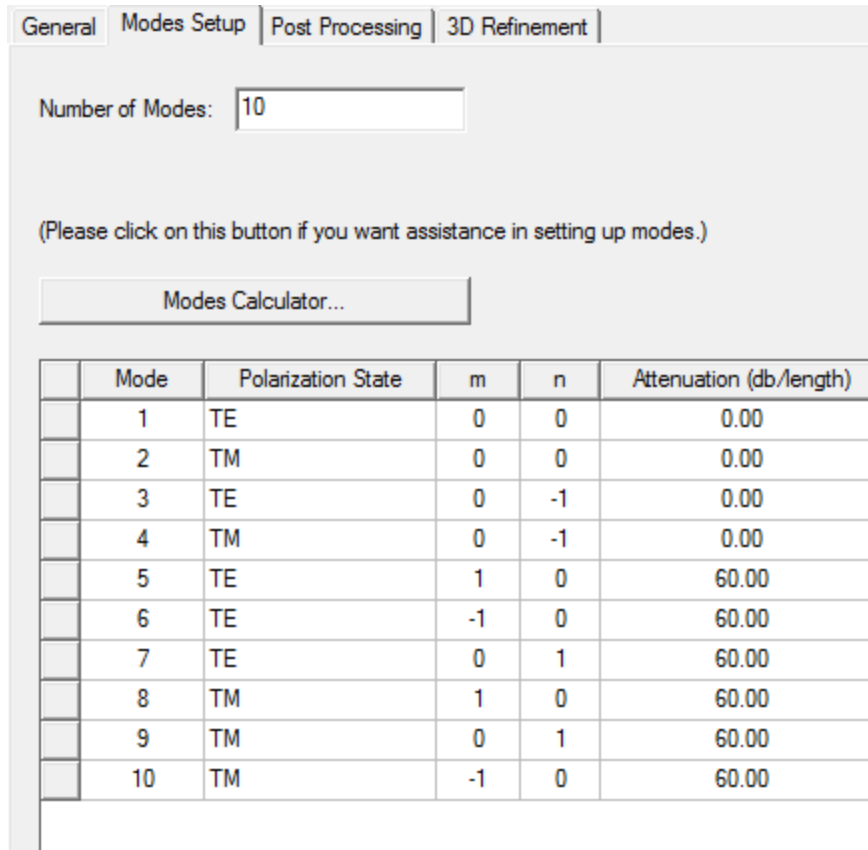 General Modes Setup Post Processing 3D Refinement
Number of Modes: 10
(Please click on this button if you want assistance in setting up modes.)
Modes Calculator...
Mode Polarization State m n Attenuation (db/length)
1 TE 0 0 0.00
2 TM 0 0 0.00
3 TE 0 -1 0.00
4 TM 0 -1 0.00
5 TE 1 0 60.00
6 TE -1 0 60.00
7 TE 0 1 60.00
8 TM 1 0 60.00
9 TM 0 1 60.00
10 TM -1 0 60.00